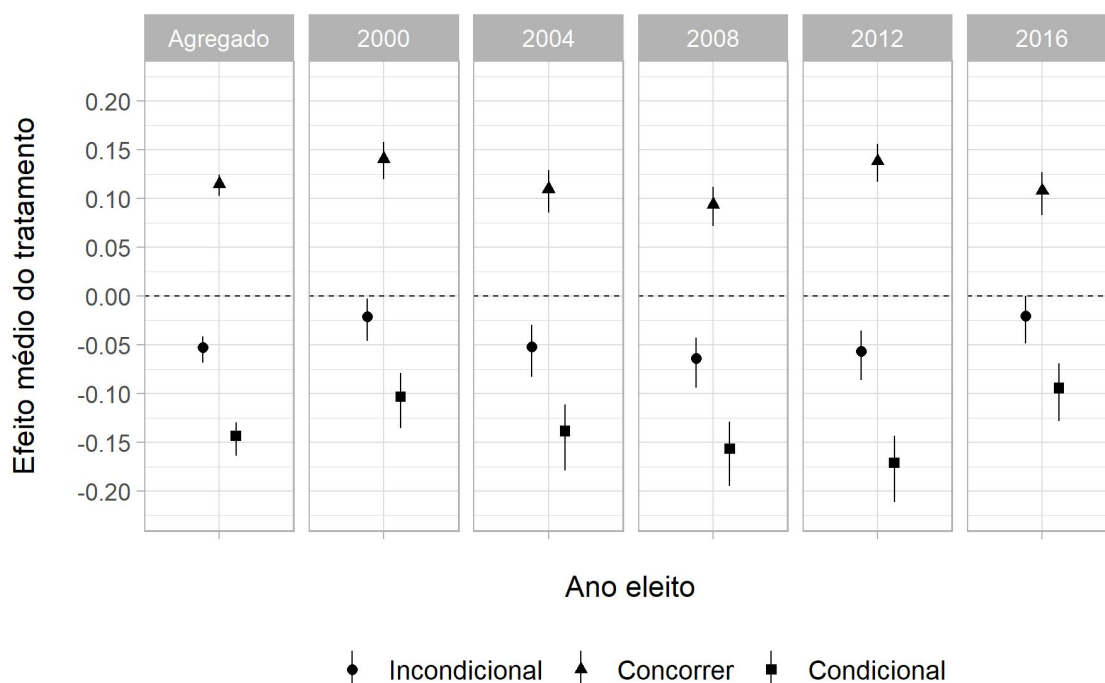 Agregado 2000 2004 2008 2012 2016
Efeito médio do tratamento
0.20
0.15
0.10
0.05
0.00
-0.05
-0.10
-0.15
-0.20
Ano eleito
Incondicional Concorrer Condicional